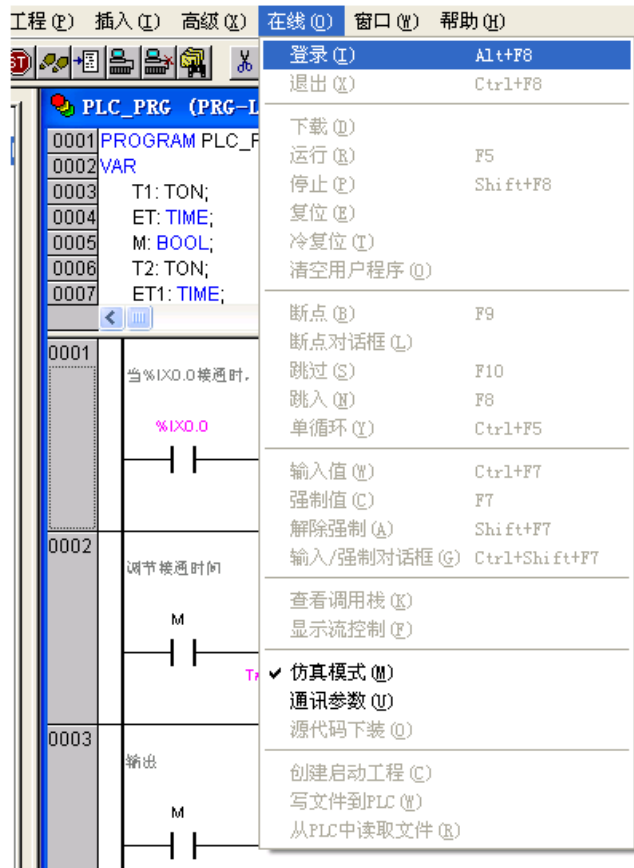 工程(P) 插入(I) 高级(X) 在线(O) 窗口(W) 帮助(H)
登录(I) Alt+F8
退出(X) Ctrl+F8
下载(D)
运行(R) F5
停止(P) Shift+F8
复位(E)
冷复位(T)
清空用户程序(O)
断点(B) F9
断点对话框(L)
跳过(S) F10
跳入(N) F8
单循环(Y) Ctrl+F5
输入值(W) Ctrl+F7
强制值(C) F7
解除强制(A) Shift+F7
输入/强制对话框(G) Ctrl+Shift+F7
查看调用栈(K)
显示流控制(F)
仿真模式(M)
通讯参数(U)
源代码下装(O)
创建启动工程(C)
写文件到PLC(W)
从PLC中读取文件(R)
PLC_PRG (PRG-L
0001 PROGRAM PLC_P
0002 VAR
0003 T1: TON;
0004 ET: TIME;
0005 M: BOOL;
0006 T2: TON;
0007 ET1: TIME;
0001
当%IX0.0接通时,
%IX0.0
0002
调节接通时间
M
0003
输出
M